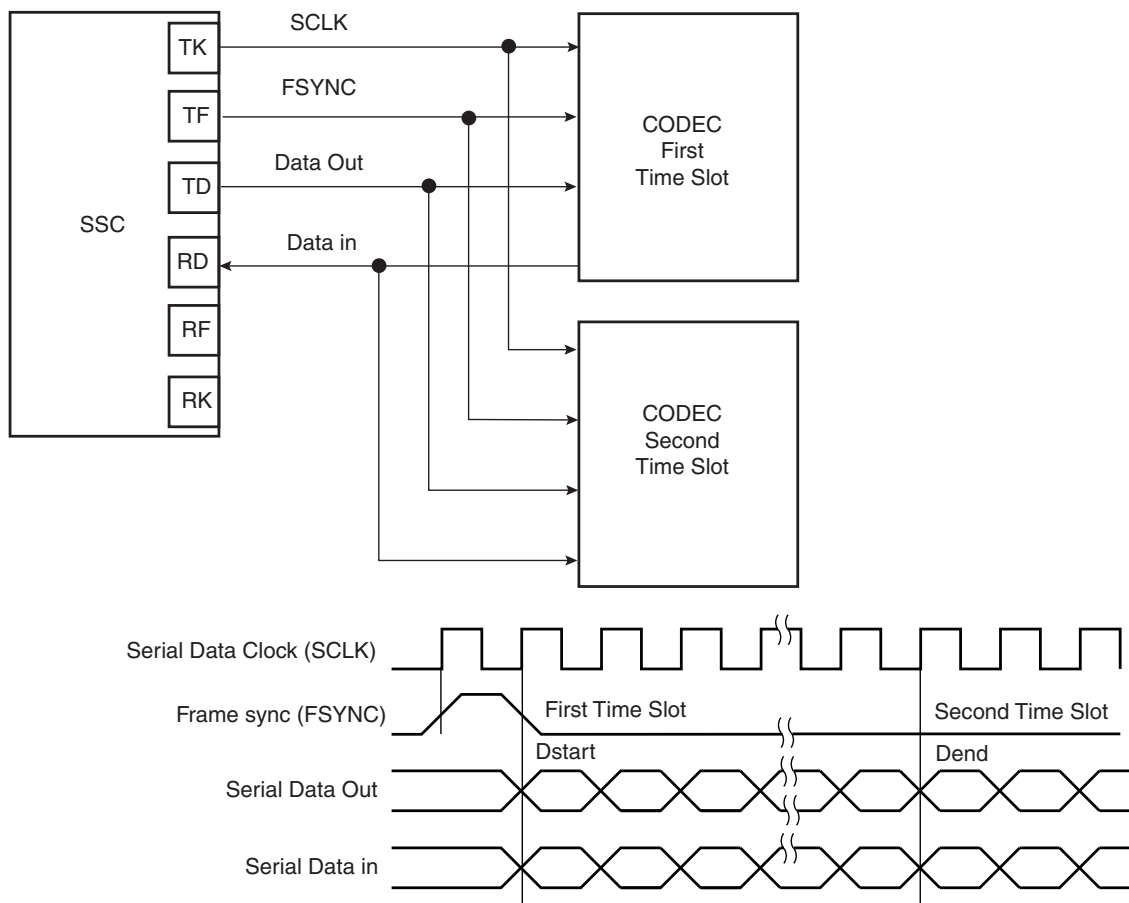 SSC
TK
TF
TD
RD
RF
RK
SCLK
FSYNC
Data Out
Data in
CODEC
First
Time Slot
CODEC
Second
Time Slot
Serial Data Clock (SCLK)
Frame sync (FSYNC)
First Time Slot
Second Time Slot
Dstart
Dend
Serial Data Out
Serial Data in